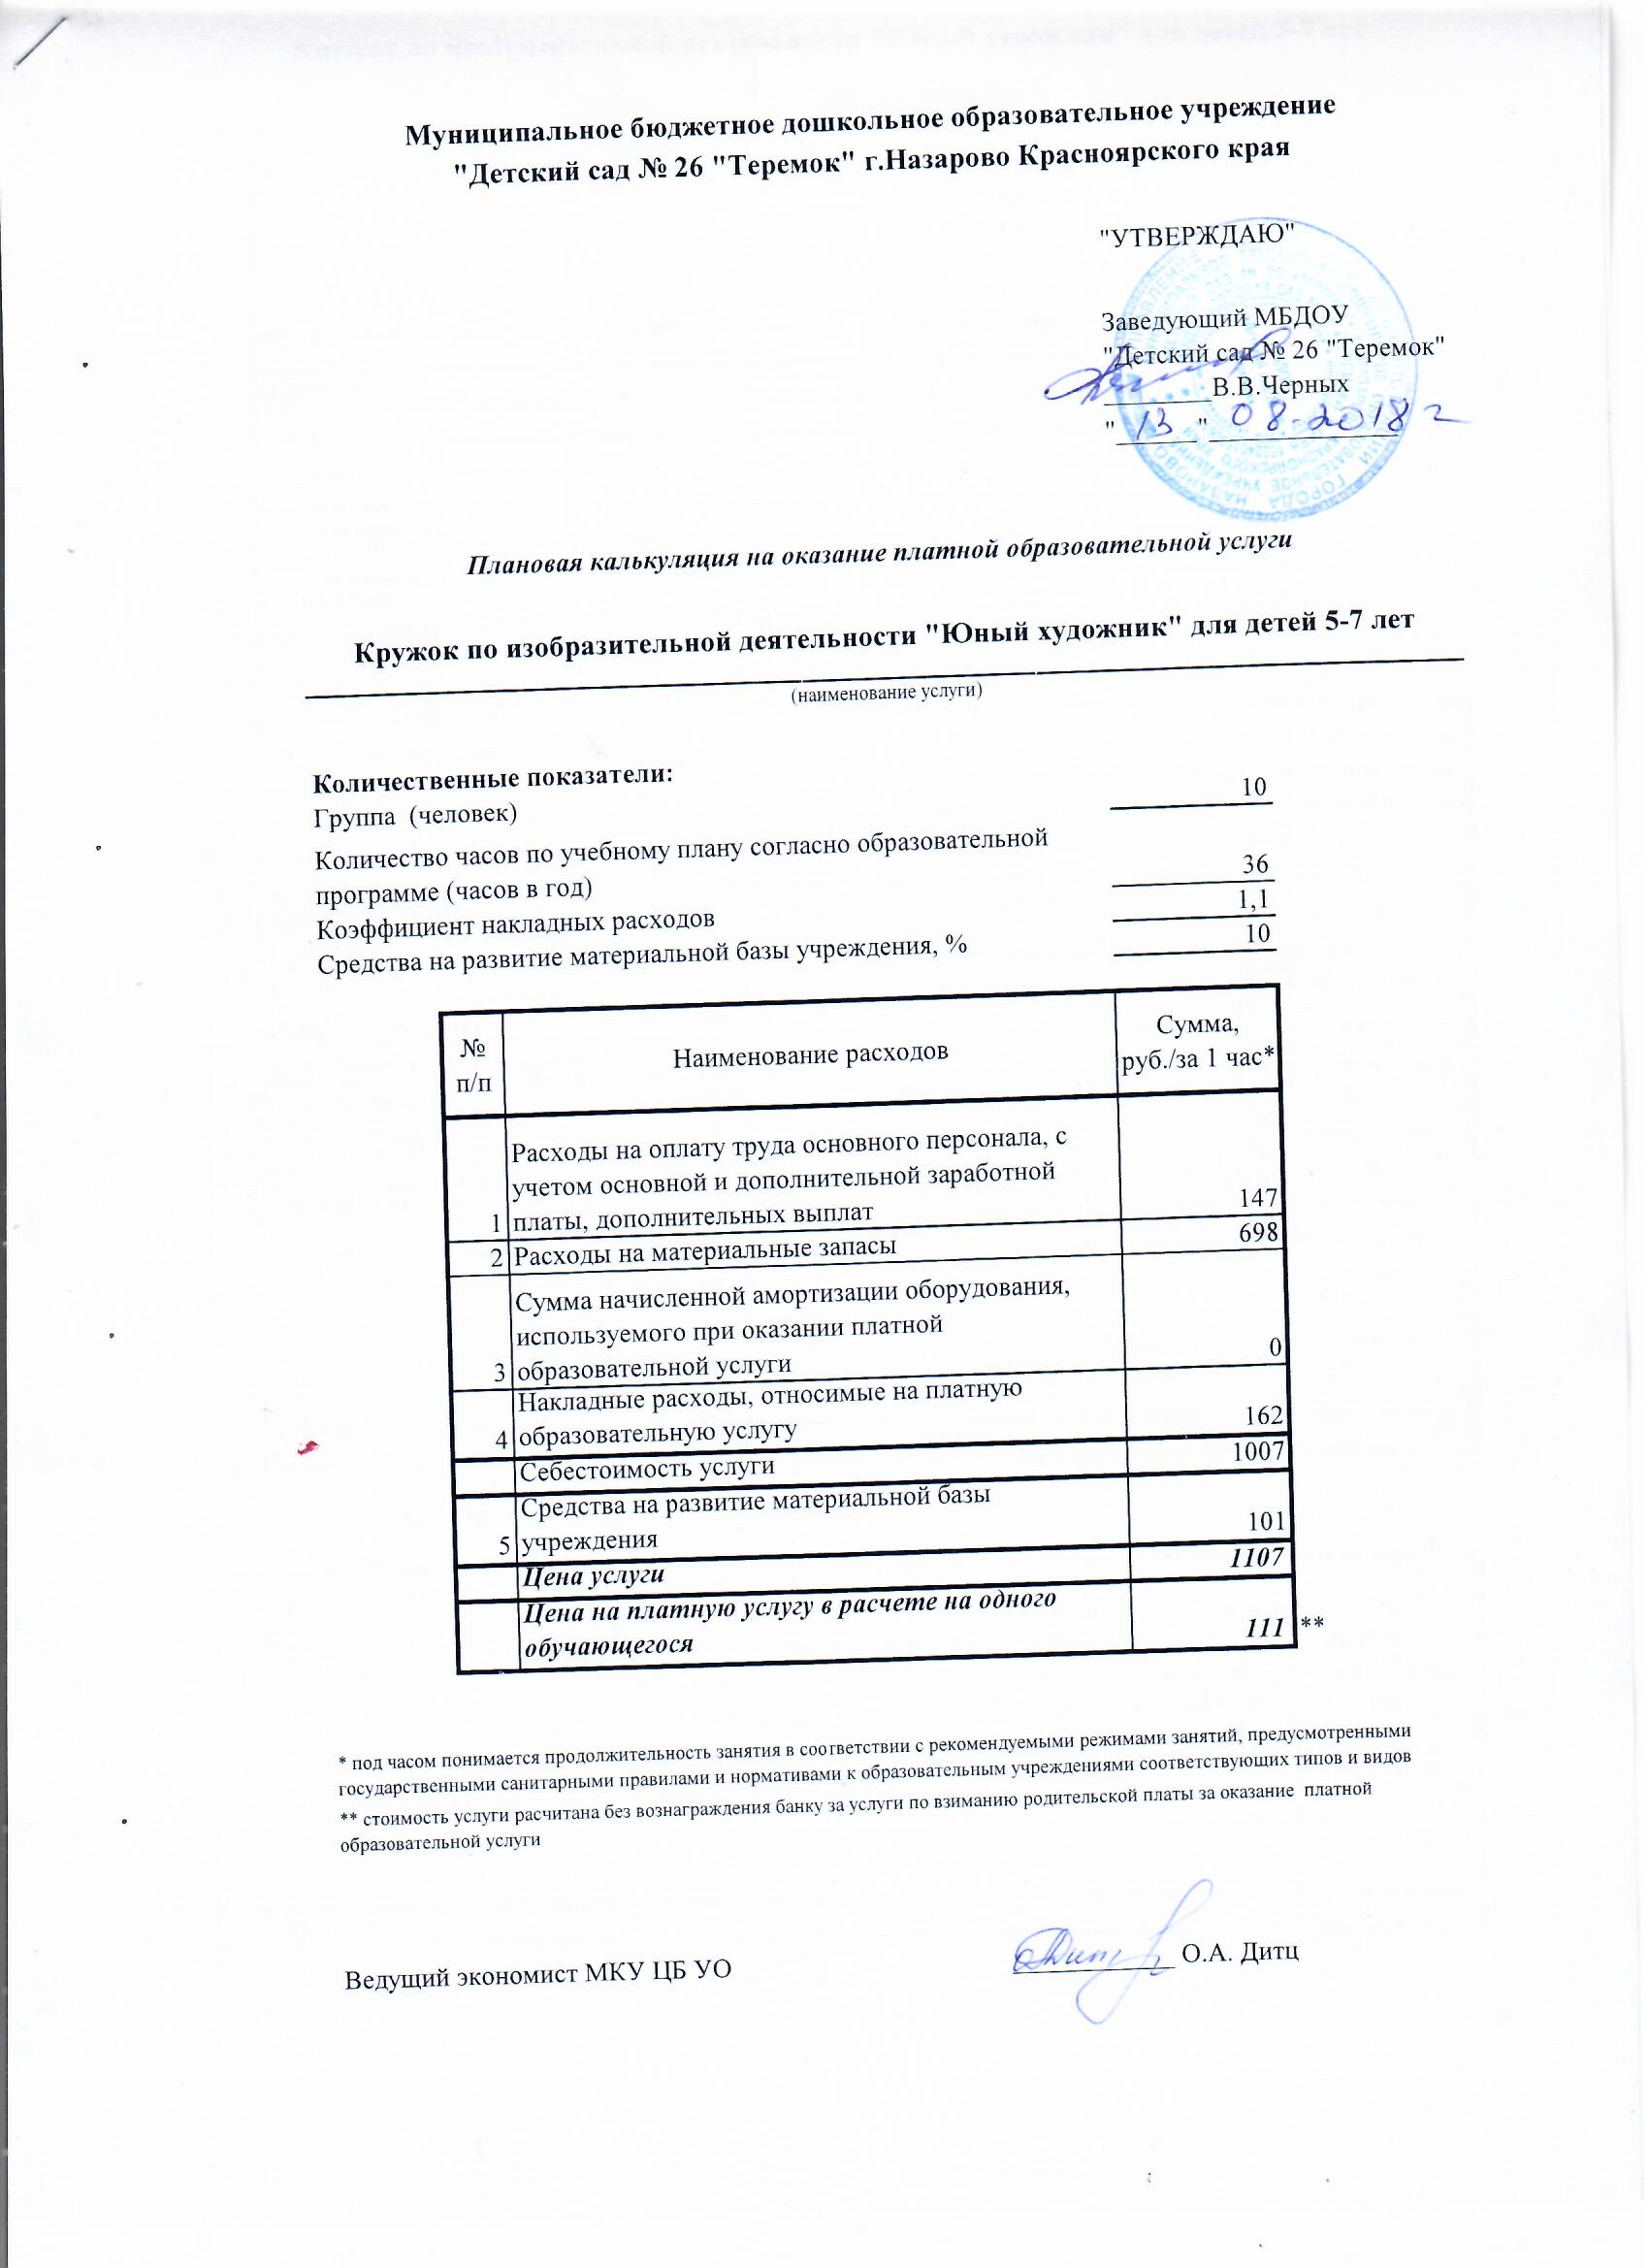 Муниципальное бюджетное дошкольное образовательное учреждение
"Детский сад № 26 "Теремок" г.Назарово Красноярского края
"УТВЕРЖДАЮ"
Заведующий МБДОУ
"Детский сад № 26 "Теремок"
________В.В.Черных
" 13 " 08.2018 г
Плановая калькуляция на оказание платной образовательной услуги
Кружок по изобразительной деятельности "Юный художник" для детей 5-7 лет
(наименование услуги)
Количественные показатели:
Группа (человек) 10
Количество часов по учебному плану согласно образовательной
программе (часов в год) 36
Коэффициент накладных расходов 1,1
Средства на развитие материальной базы учреждения, % 10
№
п/п
Наименование расходов
Сумма,
руб./за 1 час*
Расходы на оплату труда основного персонала, с
учетом основной и дополнительной заработной
1 платы, дополнительных выплат 147
2 Расходы на материальные запасы 698
Сумма начисленной амортизации оборудования,
используемого при оказании платной
3 образовательной услуги 0
Накладные расходы, относимые на платную
4 образовательную услугу 162
Себестоимость услуги 1007
Средства на развитие материальной базы
5 учреждения 101
Цена услуги 1107
Цена на платную услугу в расчете на одного
обучающегося 111 **
* под часом понимается продолжительность занятия в соответствии с рекомендуемыми режимами занятий, предусмотренными
государственными санитарными правилами и нормативами к образовательным учреждениями соответствующих типов и видов
** стоимость услуги расчитана без вознаграждения банку за услуги по взиманию родительской платы за оказание платной
образовательной услуги
Ведущий экономист МКУ ЦБ УО ____________ О.А. Дитц